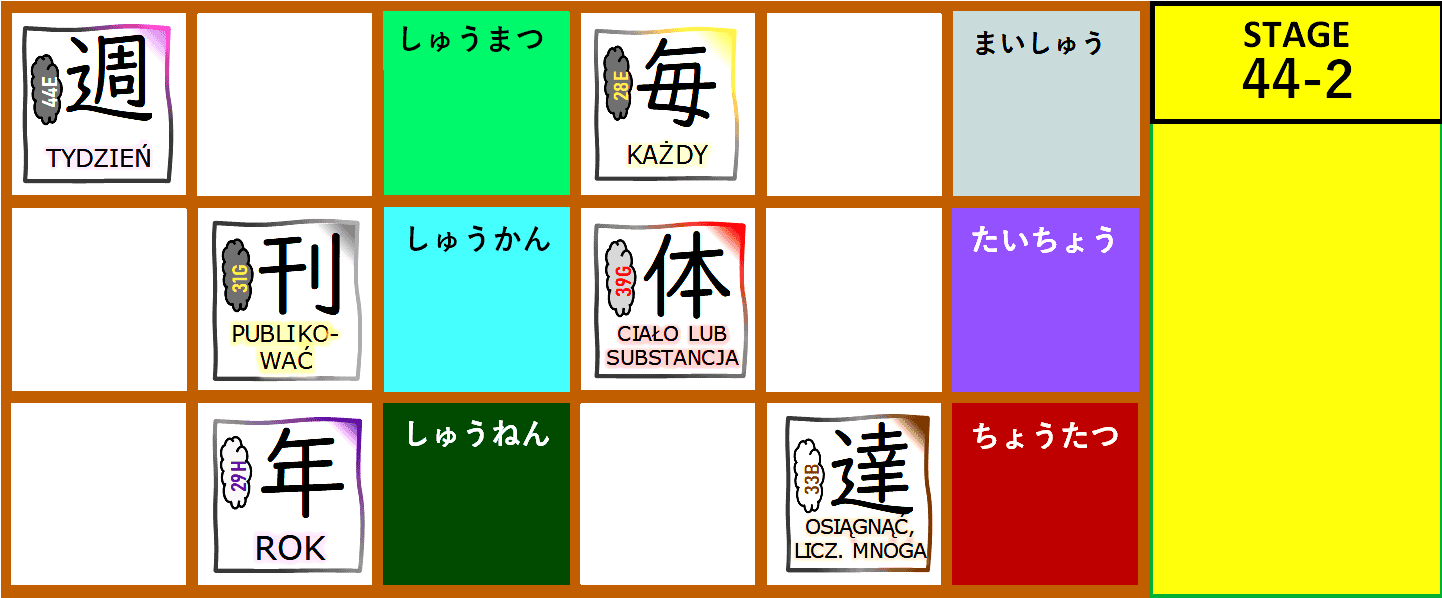 44E
週
TYDZIEŃ
しゅうまつ
28E
毎
KAŻDY
まいしゅう
STAGE
44-2
31G
刊
PUBLIKO-
WAĆ
しゅうかん
39G
体
CIAŁO LUB
SUBSTANCJA
たいちょう
29H
年
ROK
しゅうねん
33B
達
OSIĄGNĄĆ,
LICZ. MNOGA
ちょうたつ